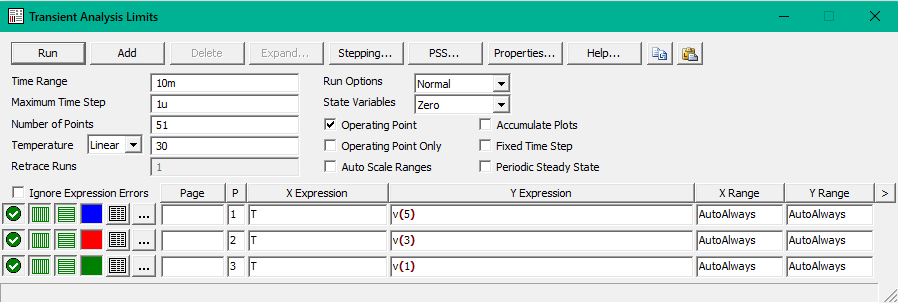 Transient Analysis Limits
Run Add Delete Expand... Stepping... PSS... Properties... Help...
Time Range 10m Run Options Normal
Maximum Time Step 1u State Variables Zero
Number of Points 51 Operating Point Accumulate Plots
Temperature Linear 30 Operating Point Only Fixed Time Step
Retrace Runs 1 Auto Scale Ranges Periodic Steady State
Ignore Expression Errors Page P X Expression Y Expression X Range Y Range >
... 1 T v(5) AutoAlways AutoAlways
... 2 T v(3) AutoAlways AutoAlways
... 3 T v(1) AutoAlways AutoAlways